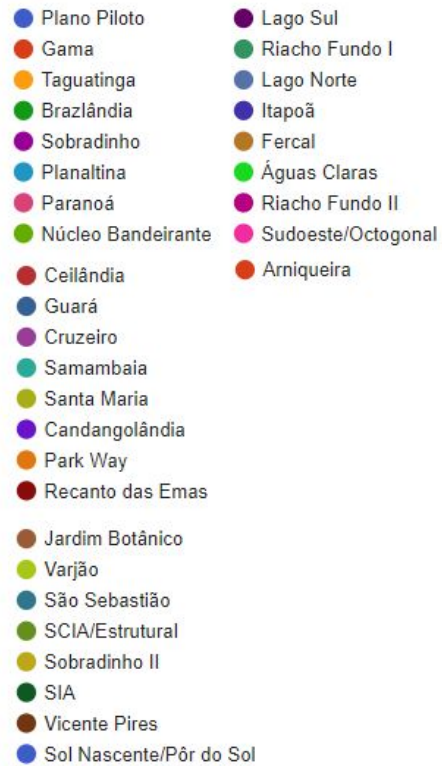 Plano Piloto
Gama
Taguatinga
Brazlândia
Sobradinho
Planaltina
Paranoá
Núcleo Bandeirante
Ceilândia
Guará
Cruzeiro
Samambaia
Santa Maria
Candangolândia
Park Way
Recanto das Emas
Jardim Botânico
Varjão
São Sebastião
SCIA/Estrutural
Sobradinho II
SIA
Vicente Pires
Sol Nascente/Pôr do Sol
Lago Sul
Riacho Fundo I
Lago Norte
Itapoã
Fercal
Águas Claras
Riacho Fundo II
Sudoeste/Octogonal
Arniqueira